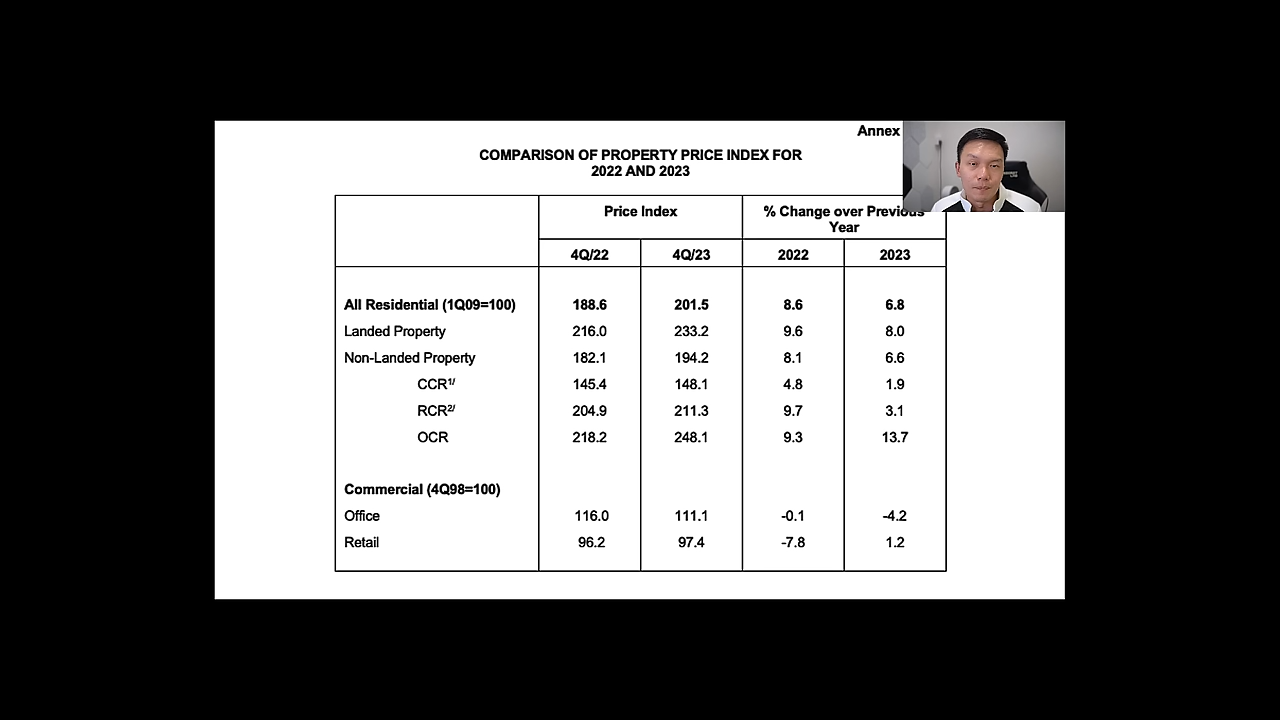 Annex
COMPARISON OF PROPERTY PRICE INDEX FOR
2022 AND 2023
Price Index % Change over Previous
Year
4Q/22 4Q/23 2022 2023
All Residential (1Q09=100) 188.6 201.5 8.6 6.8
Landed Property 216.0 233.2 9.6 8.0
Non-Landed Property 182.1 194.2 8.1 6.6
CCR1/ 145.4 148.1 4.8 1.9
RCR2/ 204.9 211.3 9.7 3.1
OCR 218.2 248.1 9.3 13.7
Commercial (4Q98=100)
Office 116.0 111.1 -0.1 -4.2
Retail 96.2 97.4 -7.8 1.2